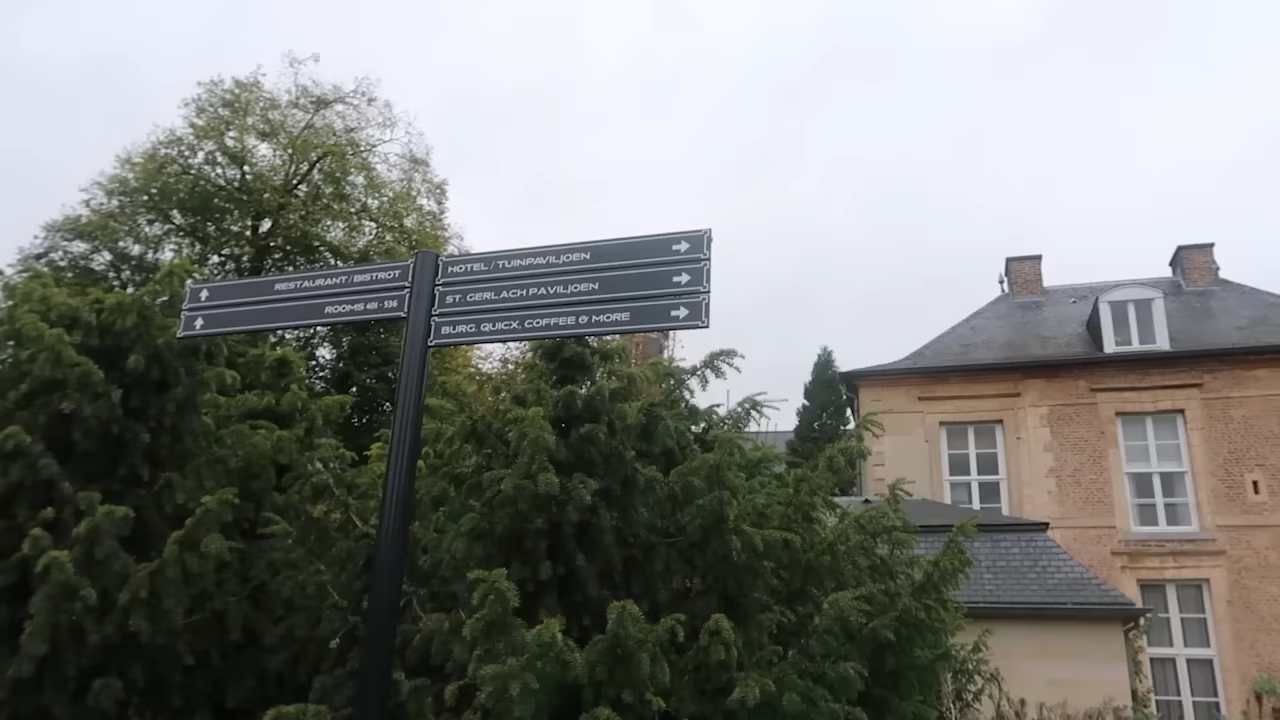 RESTAURANT/BISTROT
ROOMS 401 - 536
HOTEL / TUINPAVILJOEN
ST. GERLACH PAVILJOEN
BURG. QUICX, COFFEE & MORE